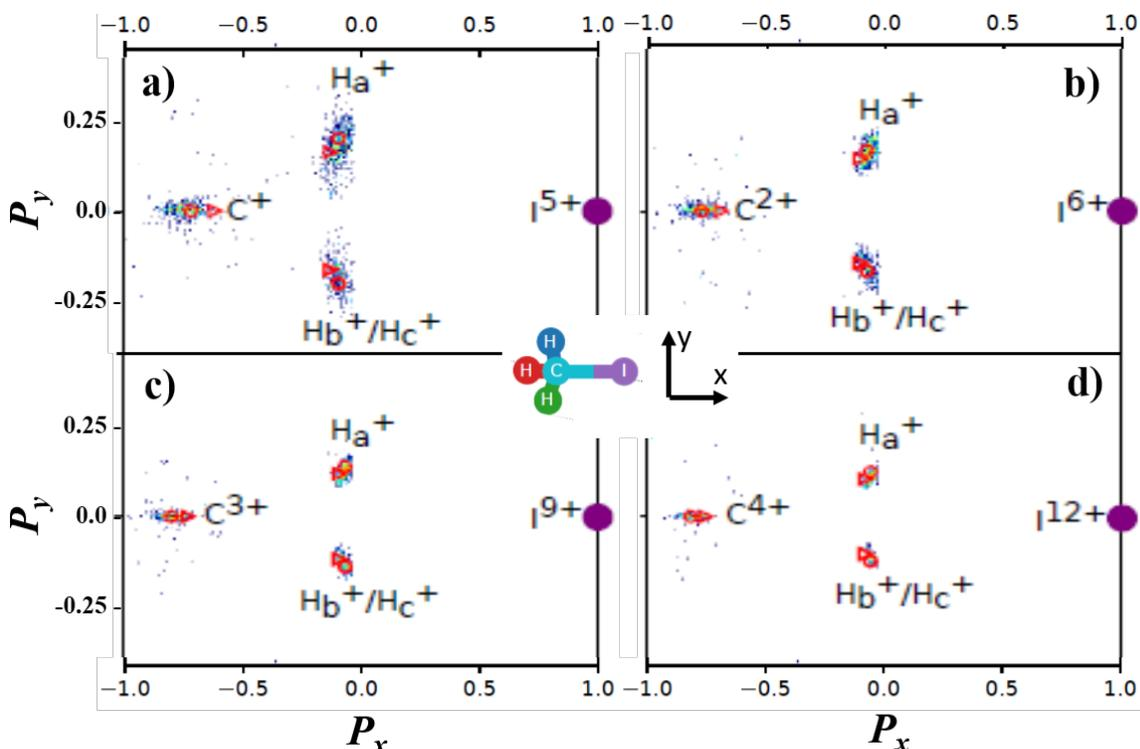 −1.0 −0.5 0.0 0.5 1.0 −1.0 −0.5 0.0 0.5 1.0
a) Ha+ b) Ha+
0.25
Py 0.0 C+ I5+ C2+ I6+
-0.25
Hb+/Hc+ Hb+/Hc+
H H C I H y x
c) Ha+ d) Ha+
0.25
Py 0.0 C3+ I9+ C4+ I12+
-0.25
Hb+/Hc+ Hb+/Hc+
−1.0 −0.5 0.0 0.5 1.0 −1.0 −0.5 0.0 0.5 1.0
Px Px